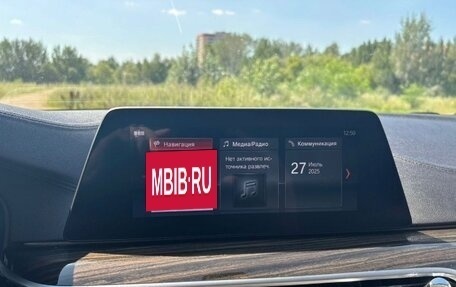 12:50
Навигация
Медиа/Радио
Коммуникация
Нет активного ис-
точника развлеч.
27 Июль
2025
MBIB·RU